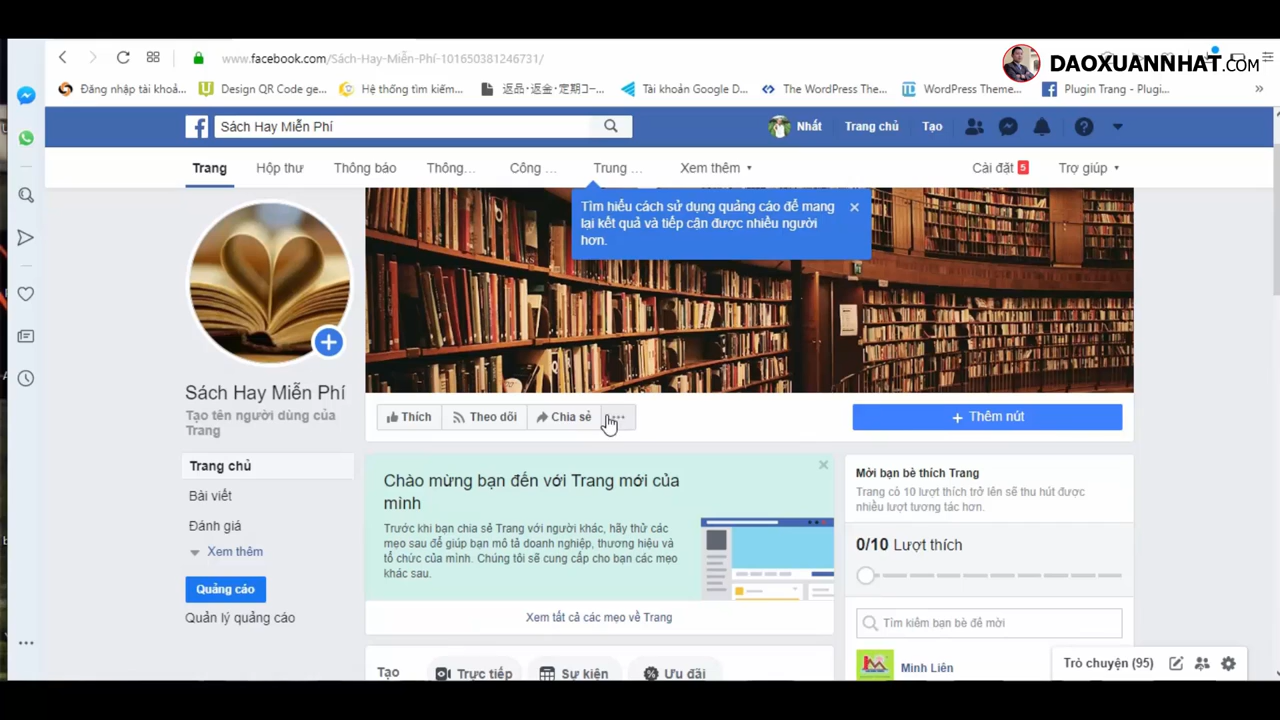 DAOXUANNHAT.COM
www.facebook.com/Sách-Hay-Miễn-Phí-101650381246731/
Đăng nhập tài khoả...
Design QR Code ge...
Hệ thống tìm kiếm...
返品・返金・定期コー...
Tài khoản Google D...
The WordPress The...
WordPress Theme...
Plugin Trang - Plugi...
Sách Hay Miễn Phí
Nhất
Trang chủ
Tạo
Trang
Hộp thư
Thông báo
Thông...
Công ...
Trung ...
Xem thêm
Cài đặt 5
Trợ giúp
Tìm hiểu cách sử dụng quảng cáo để mang
lại kết quả và tiếp cận được nhiều người
hơn.
Sách Hay Miễn Phí
Tạo tên người dùng của
Trang
Thích
Theo dõi
Chia sẻ
+ Thêm nút
Trang chủ
Bài viết
Đánh giá
Xem thêm
Quảng cáo
Quản lý quảng cáo
Chào mừng bạn đến với Trang mới của
mình
Trước khi bạn chia sẻ Trang với người khác, hãy thử các
mẹo sau để giúp bạn mô tả doanh nghiệp, thương hiệu và
tổ chức của mình. Chúng tôi sẽ cung cấp cho bạn các mẹo
khác sau.
Xem tất cả các mẹo về Trang
Tạo
Trực tiếp
Sự kiện
Ưu đãi
Mời bạn bè thích Trang
Trang có 10 lượt thích trở lên sẽ thu hút được
nhiều lượt tương tác hơn.
0/10 Lượt thích
Tìm kiếm bạn bè để mời
Minh Liên
Trò chuyện (95)